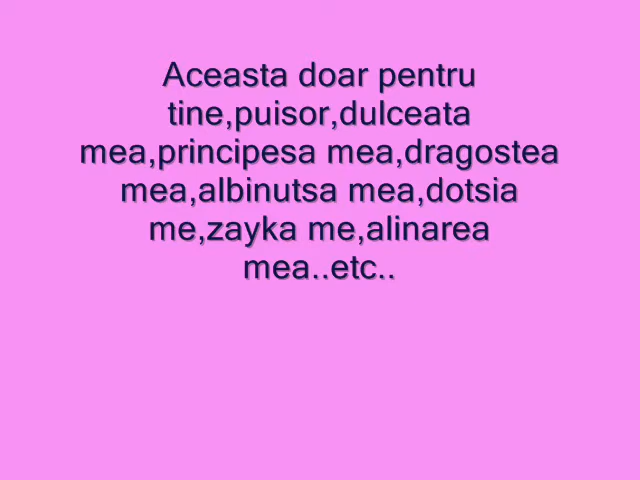 Aceasta doar pentru
tine,puisor,dulceata
mea,principesa mea,dragostea
mea,albinutsa mea,dotsia
me,zayka me,alinarea
mea..etc..